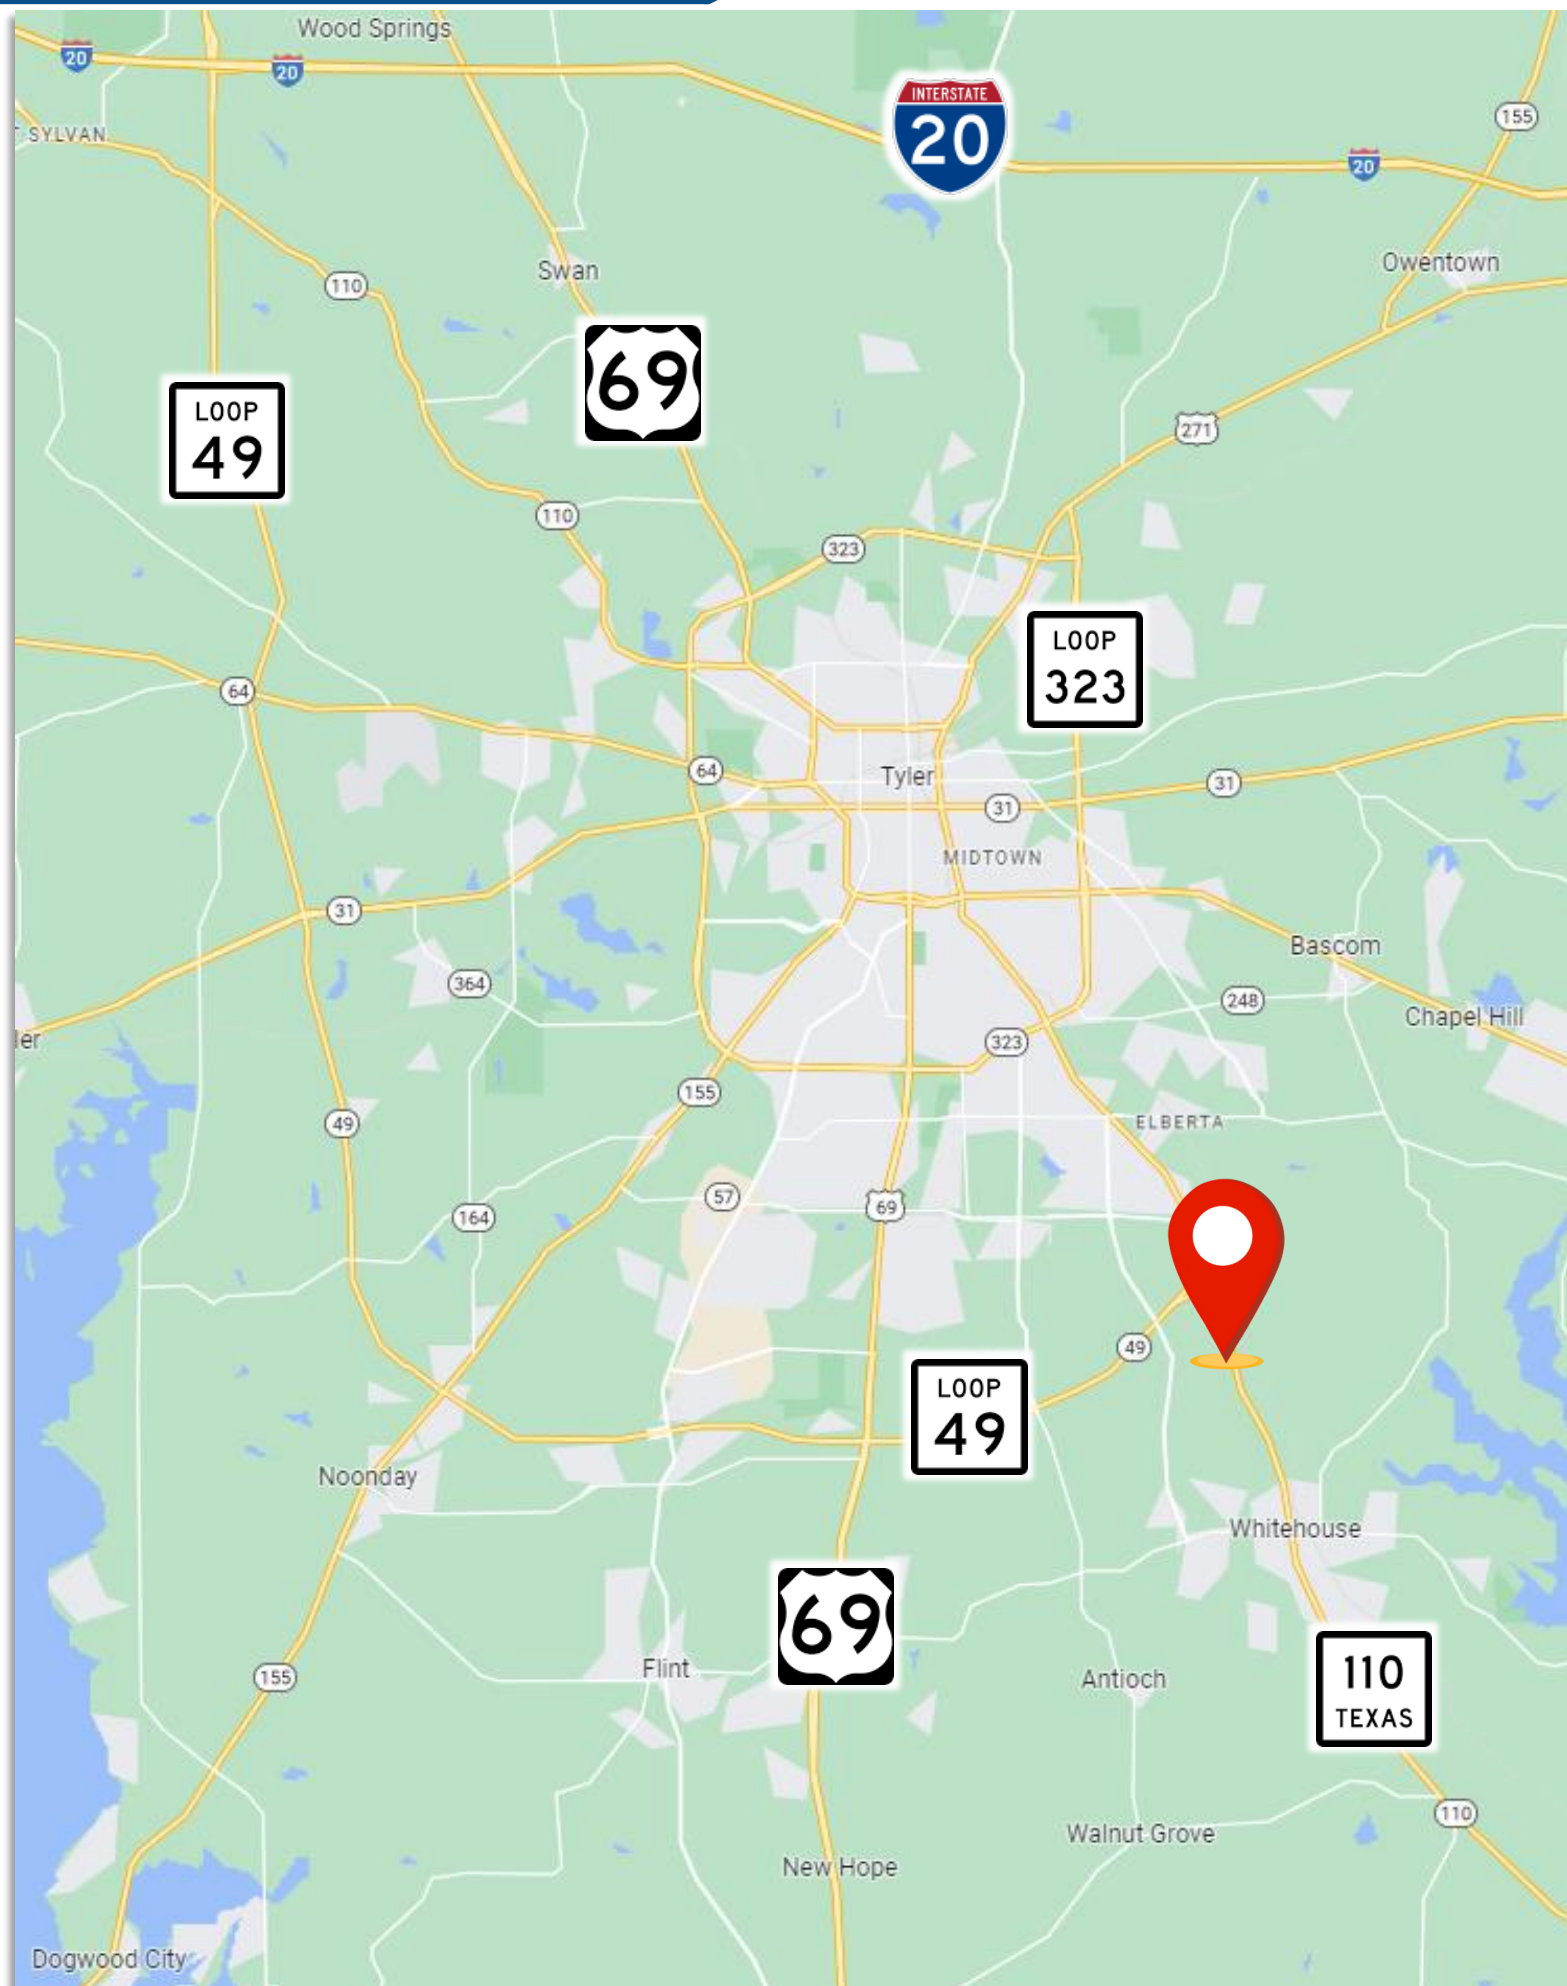 Wood Springs
20
20
INTERSTATE
20
155
20
T SYLVAN
110
Swan
Owentown
69
LOOP
49
271
110
323
LOOP
323
64
64
Tyler
31
31
MIDTOWN
31
Bascom
364
248
Chapel Hill
ler
323
155
49
ELBERTA
57
69
164
49
LOOP
49
Noonday
Whitehouse
69
Flint
155
Antioch
110
TEXAS
110
Walnut Grove
New Hope
Dogwood City